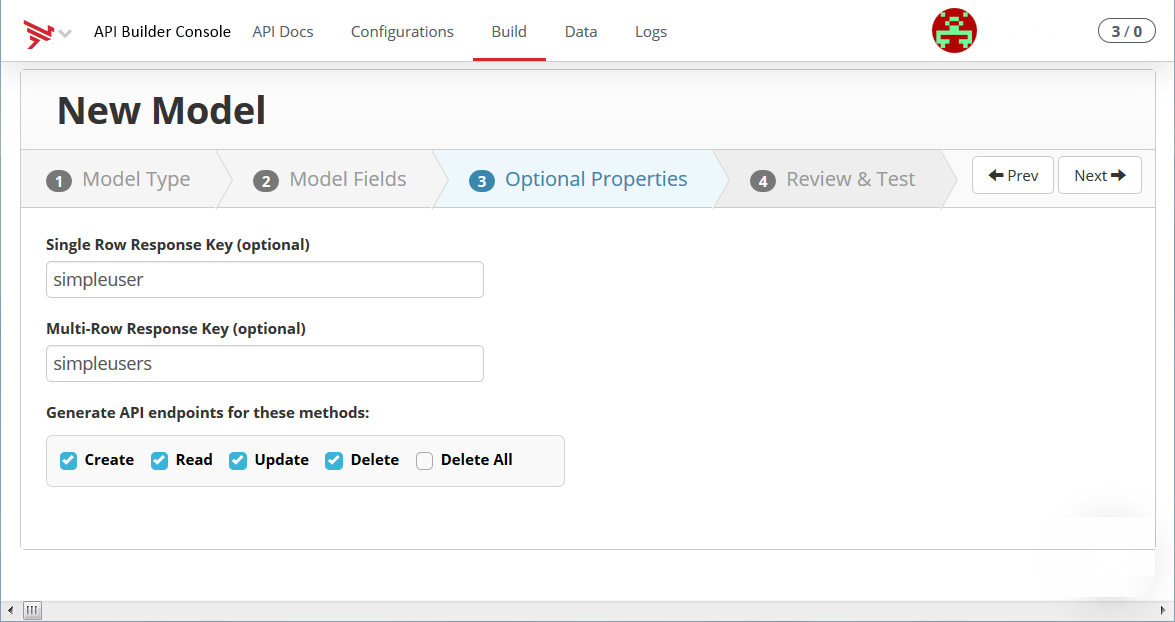 API Builder Console API Docs Configurations Build Data Logs 3 / 0
New Model
1 Model Type 2 Model Fields 3 Optional Properties 4 Review & Test Prev Next
Single Row Response Key (optional)
simpleuser
Multi-Row Response Key (optional)
simpleusers
Generate API endpoints for these methods:
Create Read Update Delete Delete All